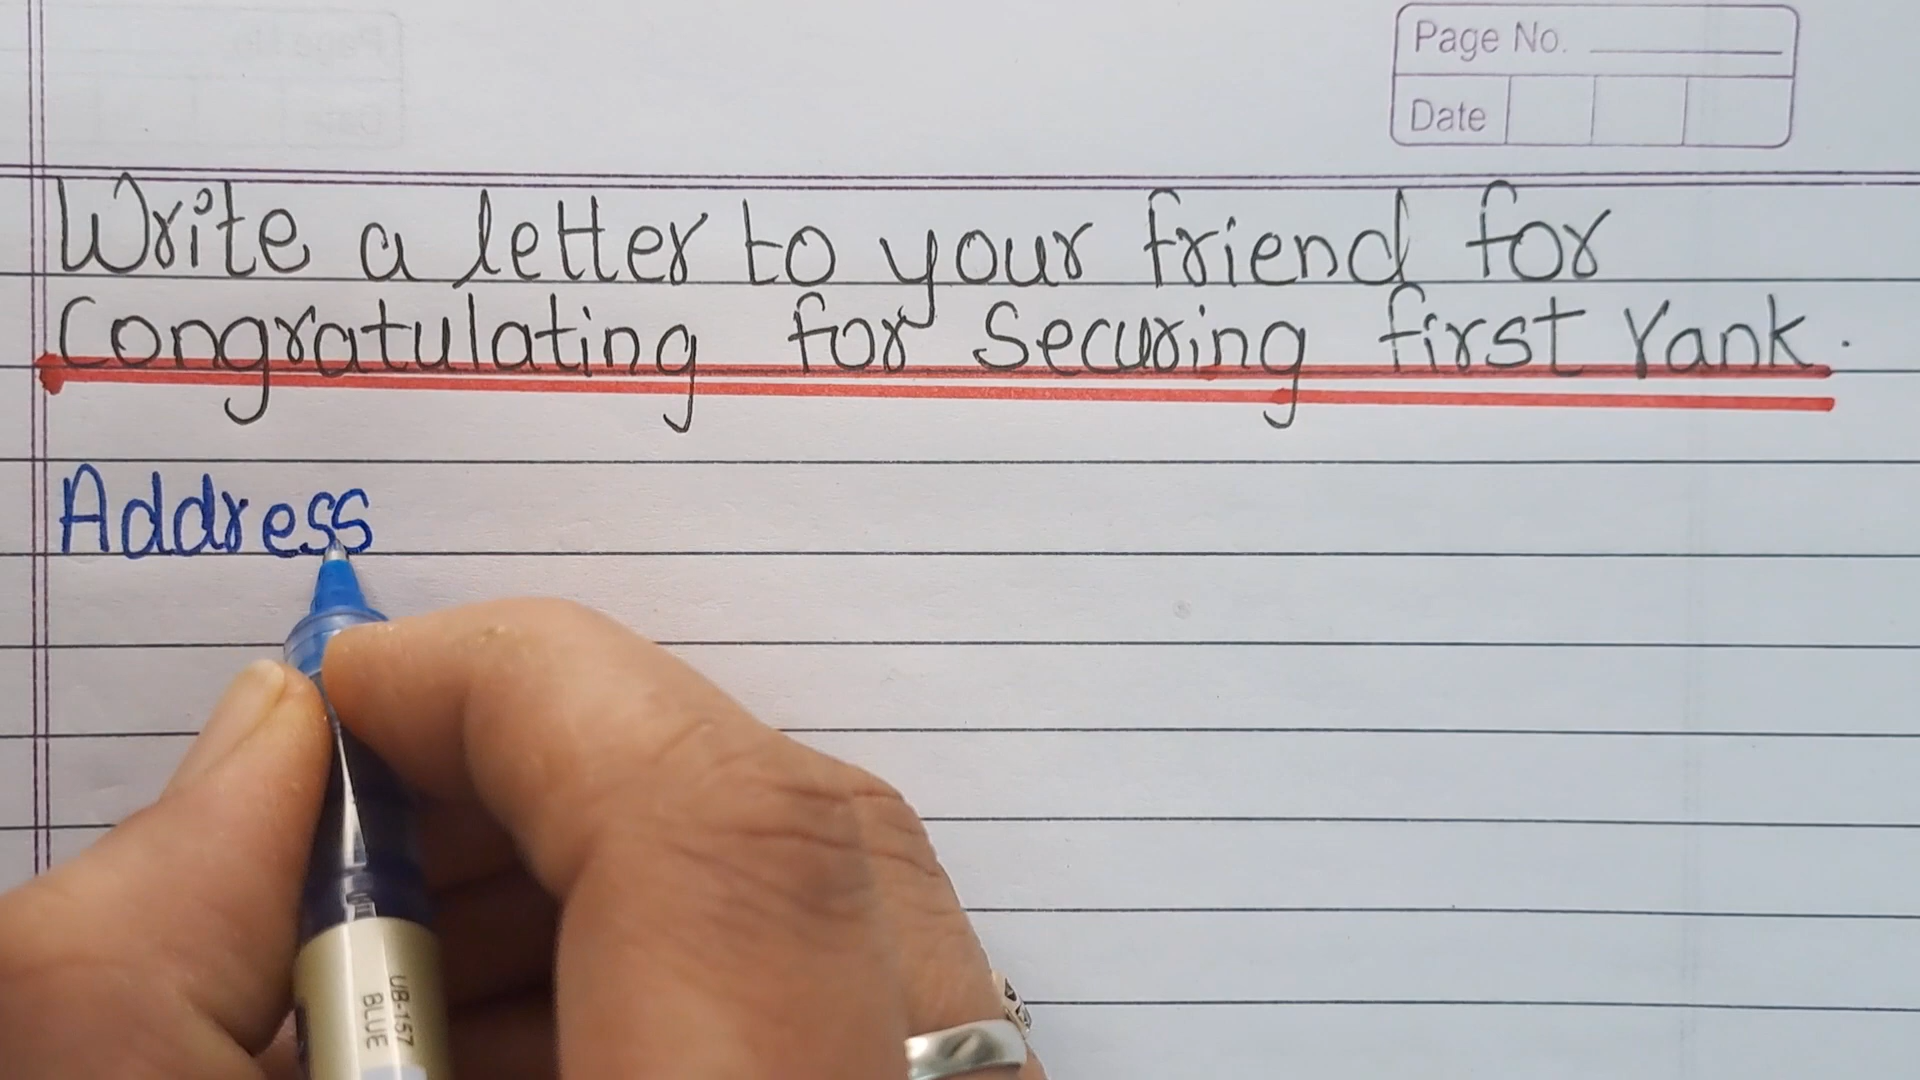 Page No.
Date
Write a letter to your friend for
Congratulating for Securing first rank.
Address
UB-157
BLUE